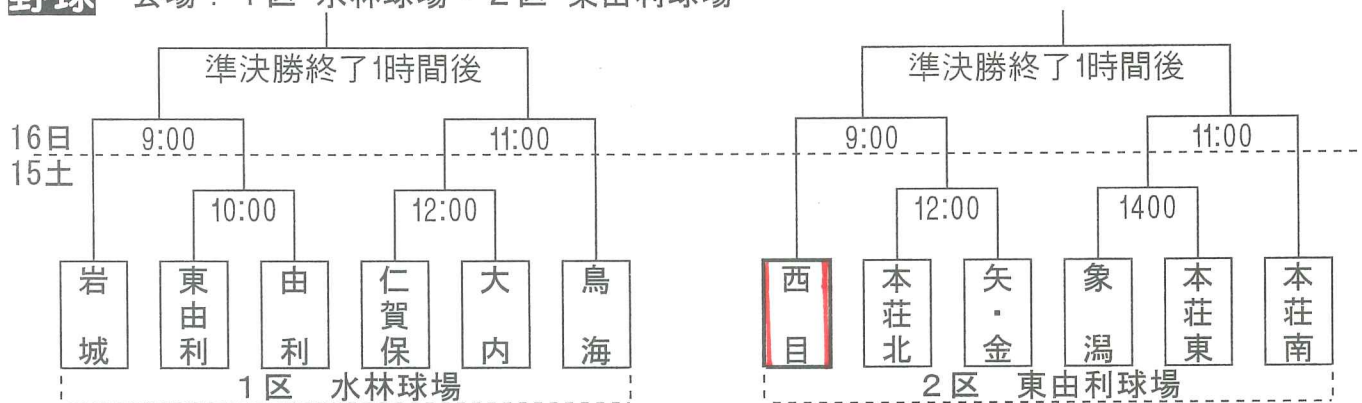 野球 会場：1区 水林球場・2区 東由利球場
準決勝終了1時間後 準決勝終了1時間後
16日 9:00 11:00 9:00 11:00
15土
10:00 12:00 12:00 1400
岩城 東由利 由利 仁賀保 大内 鳥海 西目 本荘北 矢・金 象潟 本荘東 本荘南
1区 水林球場 2区 東由利球場